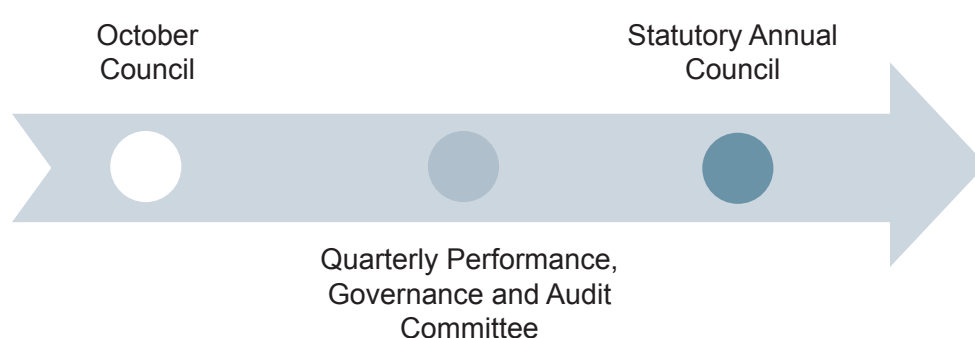 October
Council
Statutory Annual
Council
Quarterly Performance,
Governance and Audit
Committee